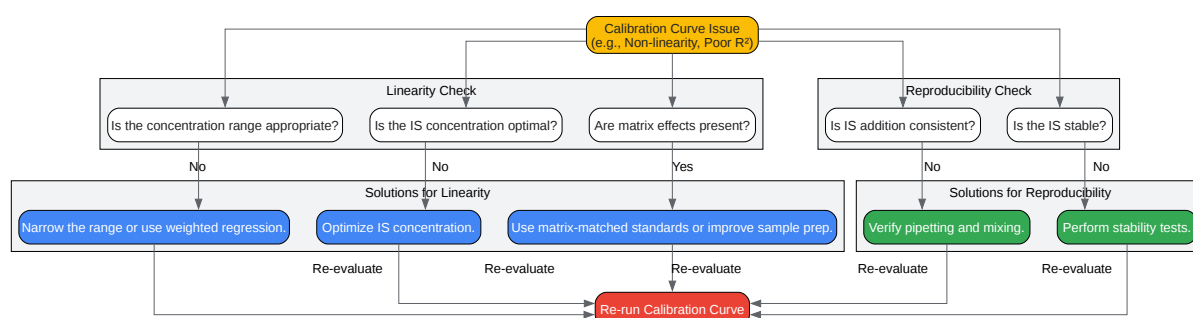 Calibration Curve Issue
(e.g., Non-linearity, Poor R²)
Linearity Check
Reproducibility Check
Is the concentration range appropriate?
Is the IS concentration optimal?
Are matrix effects present?
Is IS addition consistent?
Is the IS stable?
No
No
Yes
No
No
Solutions for Linearity
Solutions for Reproducibility
Narrow the range or use weighted regression.
Optimize IS concentration.
Use matrix-matched standards or improve sample prep.
Verify pipetting and mixing.
Perform stability tests.
Re-evaluate
Re-evaluate
Re-evaluate
Re-evaluate
Re-evaluate
Re-run Calibration Curve